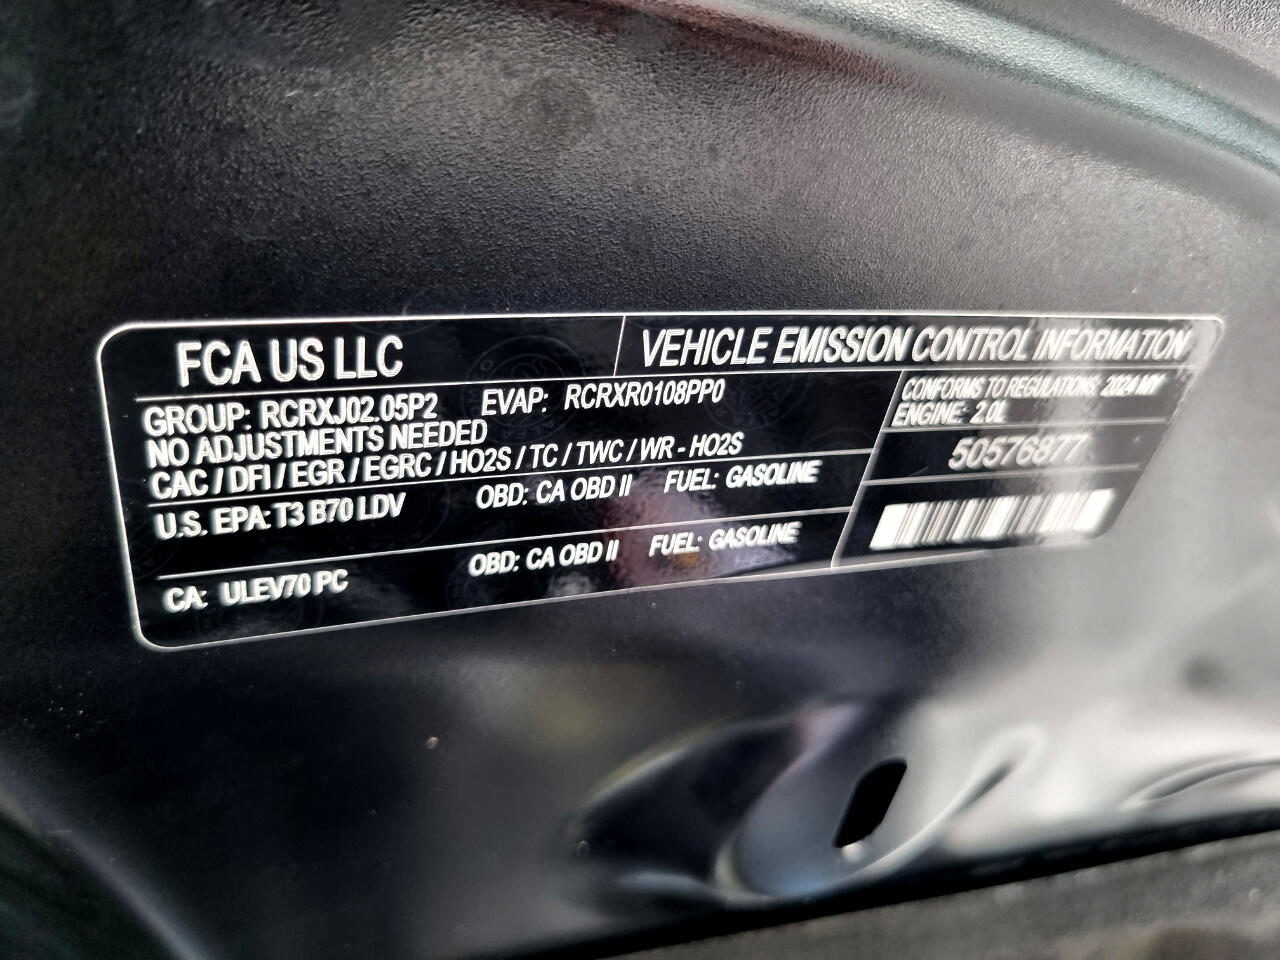 FCA US LLC
VEHICLE EMISSION CONTROL INFORMATION
GROUP: RCRXJ02.05P2 EVAP: RCRXR0108PP0
NO ADJUSTMENTS NEEDED
CAC / DFI / EGR / EGRC / HO2S / TC / TWC / WR - HO2S
U.S. EPA: T3 B70 LDV OBD: CA OBD II FUEL: GASOLINE
CA: ULEV70 PC OBD: CA OBD II FUEL: GASOLINE
CONFORMS TO REGULATIONS: 2024 MY
ENGINE: 2.0L
50576877